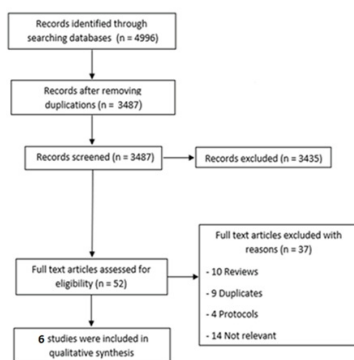 Records identified through
searching databases (n = 4996)
Records after removing
duplications (n = 3487)
Records screened (n = 3487)
Records excluded (n = 3435)
Full text articles excluded with
reasons (n = 37)
Full text articles assessed for
eligibility (n = 52)
- 10 Reviews
- 9 Duplicates
- 4 Protocols
- 14 Not relevant
6 studies were included in
qualitative synthesis